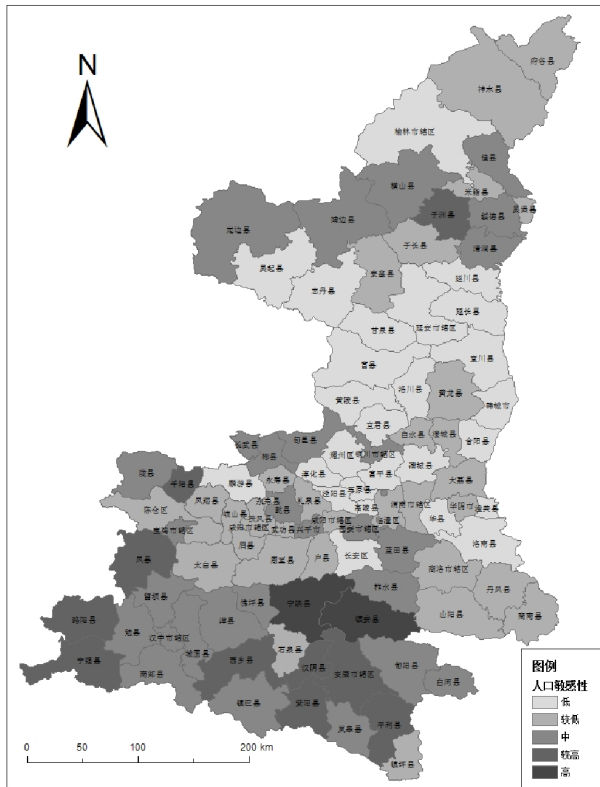 N
府谷县
神木县
榆林市辖区
佳县
横山县
米脂县
子洲县
绥德县
吴堡县
靖边县
定边县
子长县
清涧县
吴起县
安塞县
志丹县
延川县
延长县
甘泉县
延安市辖区
宜川县
富县
洛川县
黄龙县
黄陵县
韩城市
宜君县
白水县
澄城县
合阳县
长武县
旬邑县
彬县
耀州区
铜川市辖区
蒲城县
陇县
千阳县
麟游县
永寿县
淳化县
富平县
大荔县
陈仓区
凤翔县
岐山县
扶风县
乾县
礼泉县
泾阳县
三原县
高陵县
渭南市辖区
华阴市
潼关县
华县
宝鸡市辖区
武功县
兴平市
咸阳市辖区
西安市辖区
临潼区
洛南县
凤县
太白县
眉县
周至县
户县
长安区
蓝田县
商洛市辖区
丹凤县
商南县
山阳县
柞水县
留坝县
佛坪县
宁陕县
镇安县
略阳县
勉县
汉中市辖区
洋县
城固县
石泉县
宁强县
南郑县
西乡县
汉阴县
安康市辖区
旬阳县
白河县
镇巴县
紫阳县
岚皋县
平利县
镇坪县
0 50 100 200 km
图例
人口敏感性
低
较低
中
较高
高